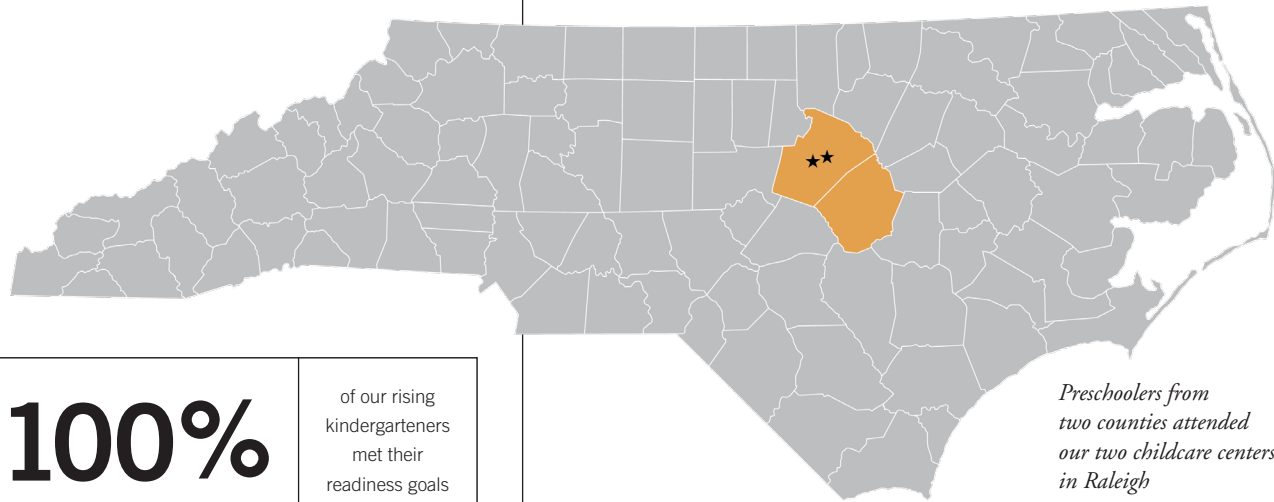 100%
of our rising
kindergarteners
met their
readiness goals
Preschoolers from
two counties attended
our two childcare centers
in Raleigh